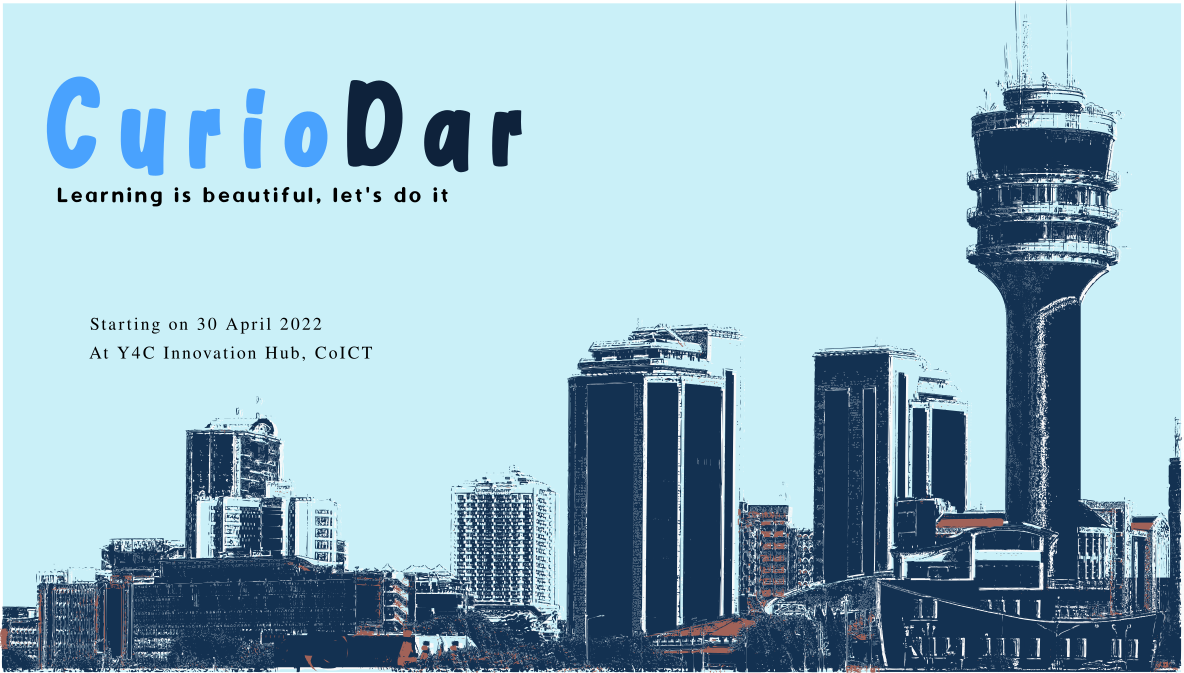 CurioDar
Learning is beautiful, let's do it
Starting on 30 April 2022
At Y4C Innovation Hub, CoICT